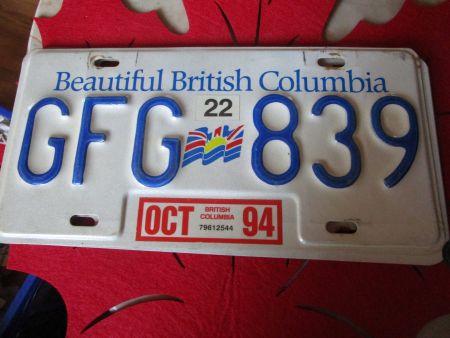 Beautiful British Columbia
22
GFG 839
OCT BRITISH COLUMBIA 79612544 94